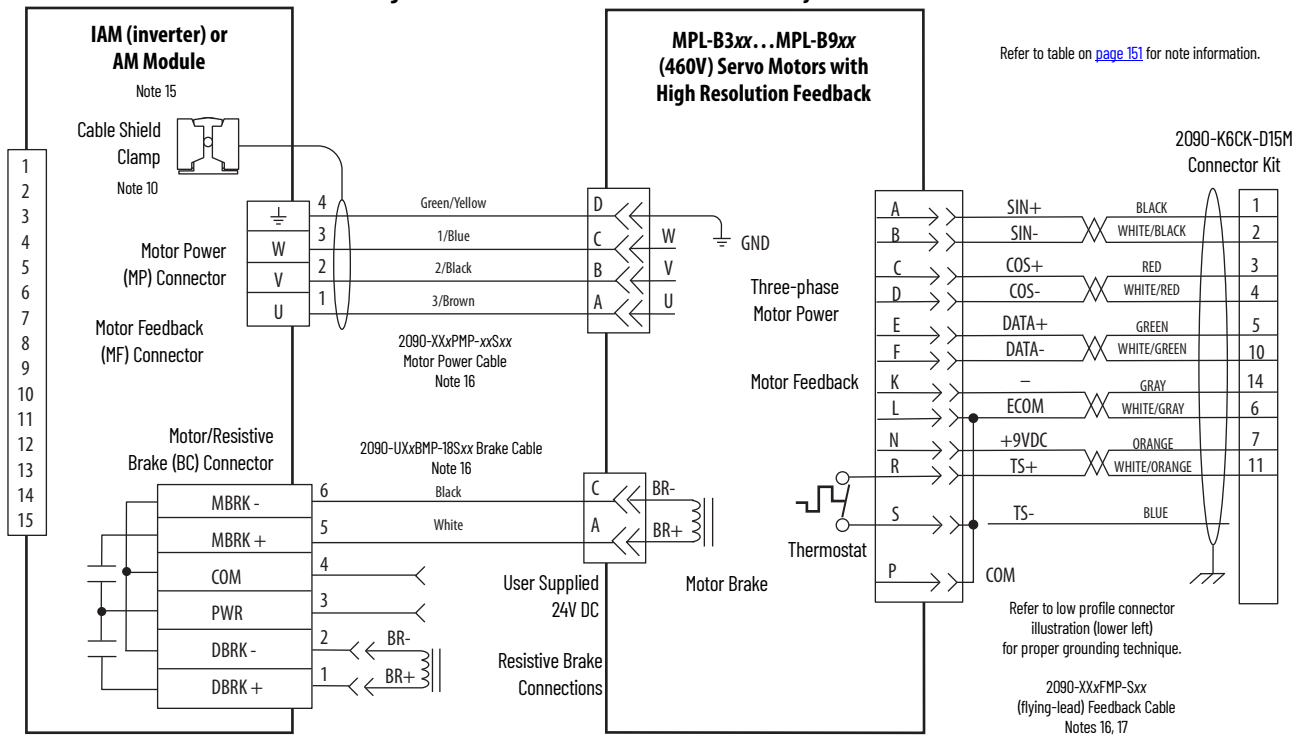 IAM (inverter) or
AM Module
Note 15
Cable Shield
Clamp
Note 10
1
2
3
4
5
6
7
8
9
10
11
12
13
14
15
Motor Power
(MP) Connector
Motor Feedback
(MF) Connector
W
V
U
4
3
2
1
Green/Yellow
1/Blue
2/Black
3/Brown
2090-XXxPMP-xxSxx
Motor Power Cable
Note 16
D
C
B
A
W
V
U
GND
Motor/Resistive
Brake (BC) Connector
2090-UXxBMP-18Sxx Brake Cable
Note 16
MBRK -
MBRK +
COM
PWR
DBRK -
DBRK +
6
5
4
3
2
1
Black
White
BR-
BR+
C
A
BR-
BR+
User Supplied
24V DC
Motor Brake
Resistive Brake
Connections
MPL-B3xx…MPL-B9xx
(460V) Servo Motors with
High Resolution Feedback
Three-phase
Motor Power
Motor Feedback
Thermostat
Refer to table on page 151 for note information.
2090-K6CK-D15M
Connector Kit
A SIN+ BLACK 1
B SIN- WHITE/BLACK 2
C COS+ RED 3
D COS- WHITE/RED 4
E DATA+ GREEN 5
F DATA- WHITE/GREEN 10
K – GRAY 14
L ECOM WHITE/GRAY 6
N +9VDC ORANGE 7
R TS+ WHITE/ORANGE 11
S TS- BLUE
P COM
Refer to low profile connector
illustration (lower left)
for proper grounding technique.
2090-XXxFMP-Sxx
(flying-lead) Feedback Cable
Notes 16, 17